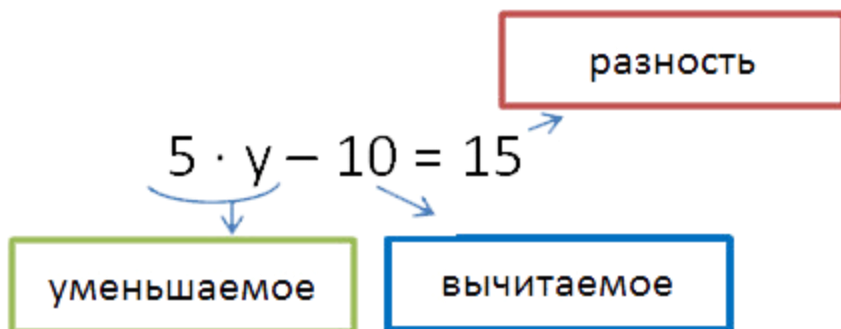 разность
5 · y – 10 = 15
уменьшаемое
вычитаемое